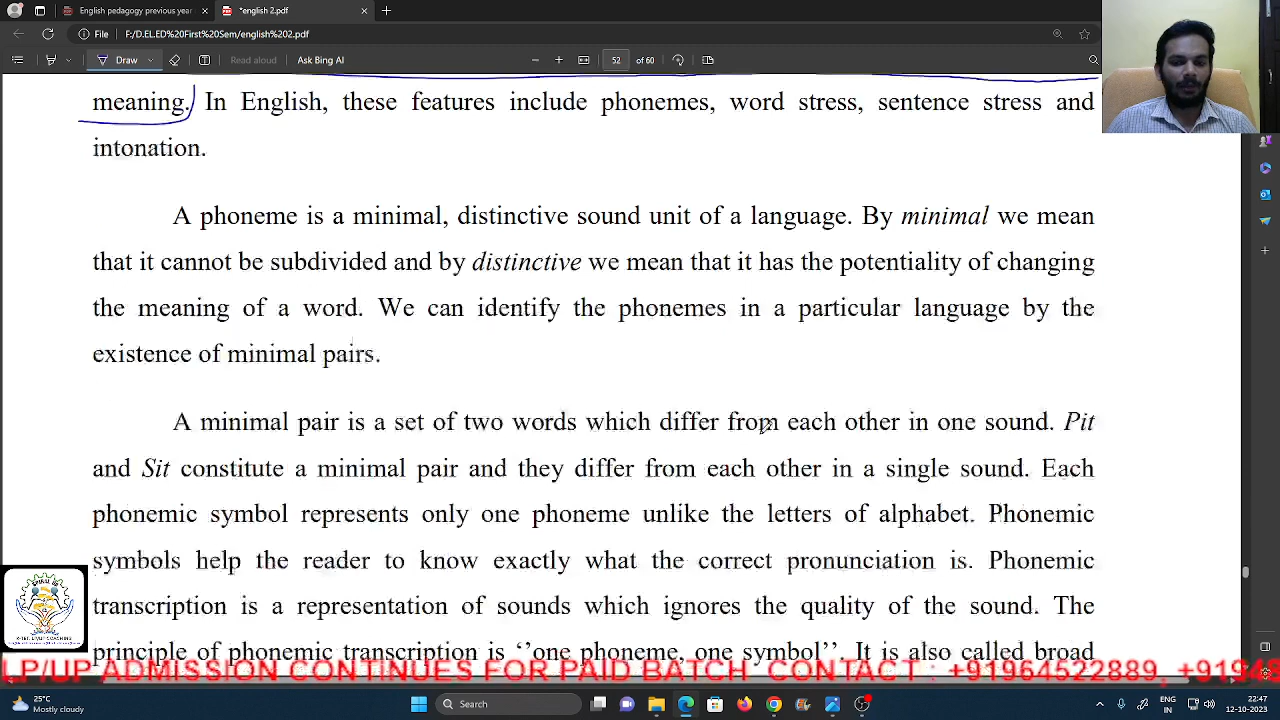 English pedagogy previous year
*english 2.pdf
File F:/D.ELED%20First%20Sem/english%202.pdf
Draw Read aloud Ask Bing AI 52 of 60
meaning. In English, these features include phonemes, word stress, sentence stress and
intonation.
A phoneme is a minimal, distinctive sound unit of a language. By minimal we mean
that it cannot be subdivided and by distinctive we mean that it has the potentiality of changing
the meaning of a word. We can identify the phonemes in a particular language by the
existence of minimal pairs.
A minimal pair is a set of two words which differ from each other in one sound. Pit
and Sit constitute a minimal pair and they differ from each other in a single sound. Each
phonemic symbol represents only one phoneme unlike the letters of alphabet. Phonemic
symbols help the reader to know exactly what the correct pronunciation is. Phonemic
transcription is a representation of sounds which ignores the quality of the sound. The
principle of phonemic transcription is ‘’one phoneme, one symbol’’. It is also called broad
LP/UP ADMISSION CONTINUES FOR PAID BATCH CONTACT : +91964522889, +91948
25°C
Mostly cloudy
Search
ENG
IN
22:47
12-10-2023